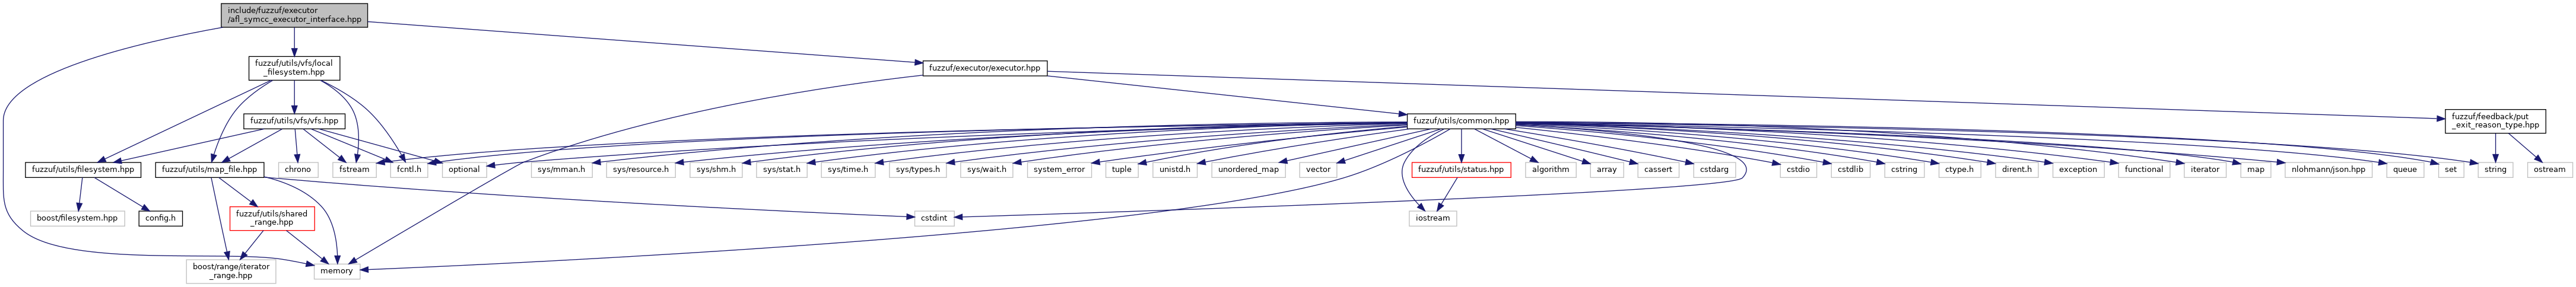 include/fuzzuf/executor
/afl_symcc_executor_interface.hpp
fuzzuf/utils/vfs/local
_filesystem.hpp
fuzzuf/executor/executor.hpp
fuzzuf/utils/vfs/vfs.hpp
fuzzuf/utils/common.hpp
fuzzuf/feedback/put
_exit_reason_type.hpp
fuzzuf/utils/filesystem.hpp
fuzzuf/utils/map_file.hpp
chrono
fstream
fcntl.h
optional
sys/mman.h
sys/resource.h
sys/shm.h
sys/stat.h
sys/time.h
sys/types.h
sys/wait.h
system_error
tuple
unistd.h
unordered_map
vector
fuzzuf/utils/status.hpp
algorithm
array
cassert
cstdarg
cstdio
cstdlib
cstring
ctype.h
dirent.h
exception
functional
iterator
map
nlohmann/json.hpp
queue
set
string
ostream
boost/filesystem.hpp
config.h
fuzzuf/utils/shared
_range.hpp
cstdint
iostream
boost/range/iterator
_range.hpp
memory